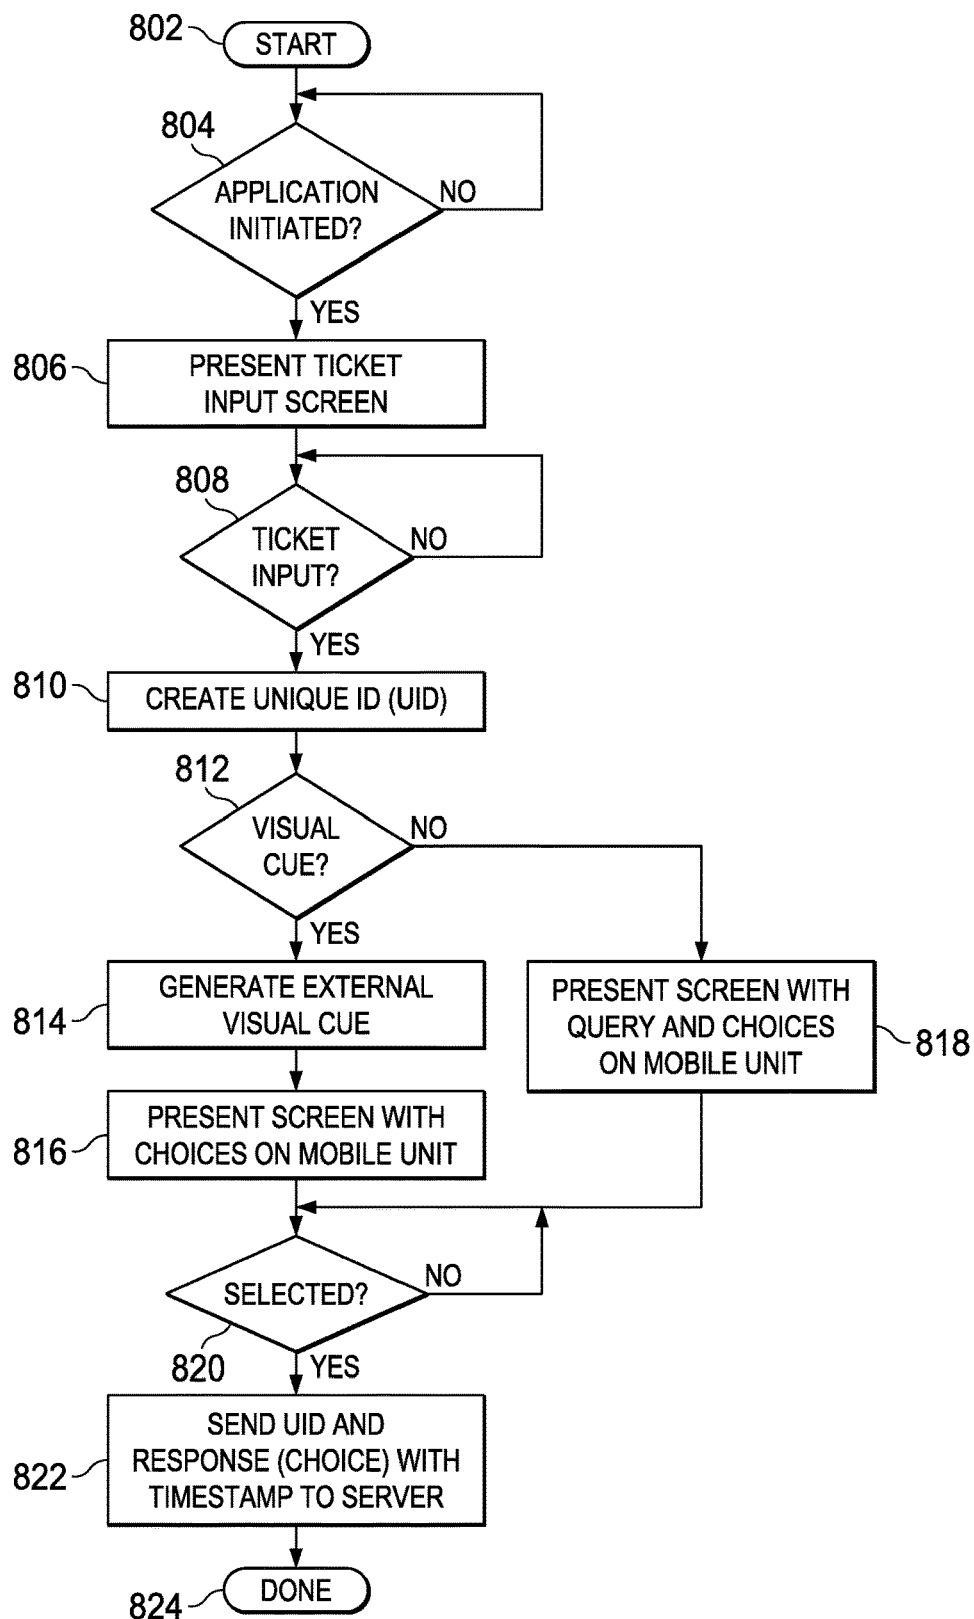 802
START
804
APPLICATION
INITIATED?
NO
YES
806
PRESENT TICKET
INPUT SCREEN
808
TICKET
INPUT?
NO
YES
810
CREATE UNIQUE ID (UID)
812
VISUAL
CUE?
NO
YES
814
GENERATE EXTERNAL
VISUAL CUE
PRESENT SCREEN WITH
QUERY AND CHOICES
ON MOBILE UNIT
818
816
PRESENT SCREEN WITH
CHOICES ON MOBILE UNIT
SELECTED?
NO
820
YES
822
SEND UID AND
RESPONSE (CHOICE) WITH
TIMESTAMP TO SERVER
824
DONE